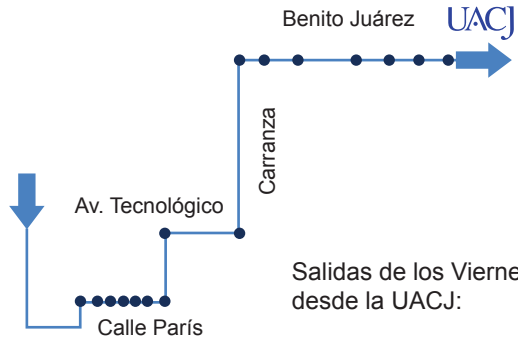 Benito Juárez
UACJ
Carranza
Av. Tecnológico
Salidas de los Vierne
desde la UACJ:
Calle París